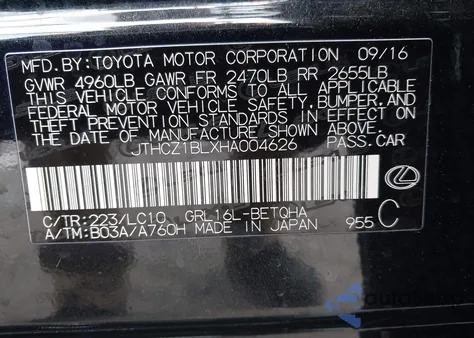 MFD.BY:TOYOTA MOTOR CORPORATION 09/16
GVWR 4960LB GAWR FR 2470LB RR 2655LB
THIS VEHICLE CONFORMS TO ALL APPLICABLE
FEDERAL MOTOR VEHICLE SAFETY,BUMPER,AND
THEFT PREVENTION STANDARDS IN EFFECT ON
THE DATE OF MANUFACTURE SHOWN ABOVE.
JTHCZ1BLXHA004626 PASS.CAR
C/TR:223/LC10 GRL16L-BETQHA
A/TM:B03A/A760H MADE IN JAPAN 955 C